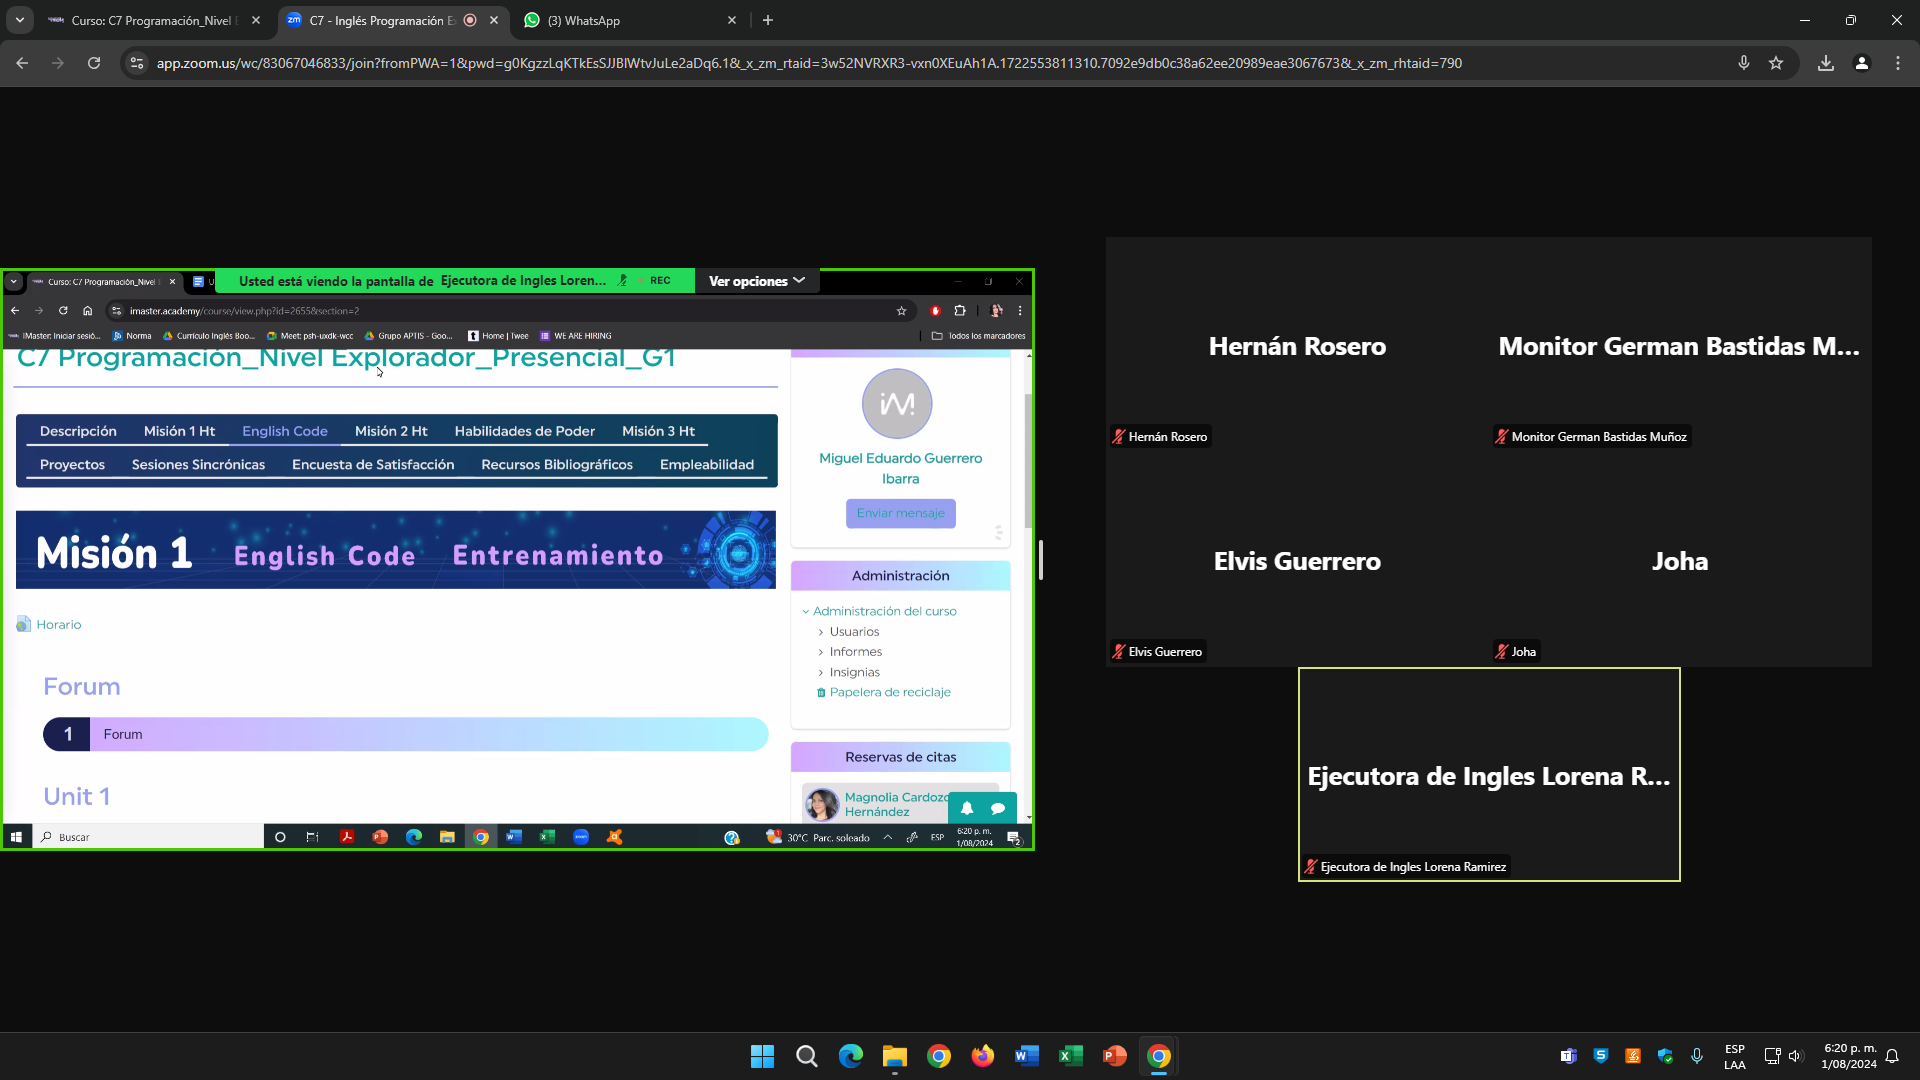 Curso: C7 Programación_Nivel E
C7 - Inglés Programación E
(3) WhatsApp
app.zoom.us/wc/83067046833/join?fromPWA=1&pwd=g0KgzzLqKTkEsSJJBlWtvJuLe2aDq6.1&_x_zm_rtaid=3w52NVRXR3-vxn0XEuAh1A.1722553811310.7092e9db0c38a62ee20989eae3067673&_x_zm_rhtaid=790
Curso: C7 Programación_Nivel
U
Usted está viendo la pantalla de Ejecutora de Ingles Loren...
REC
Ver opciones
imaster.academy/course/view.php?id=2655&section=2
iMaster: Iniciar sesió...
Norma
Currículo Inglés Boo...
Meet: psh-uxdk-wcc
Grupo APTIS - Goo...
Home | Twee
WE ARE HIRING
Todos los marcadores
C7 Programación_Nivel Explorador_Presencial_G1
Descripción Misión 1 Ht English Code Misión 2 Ht Habilidades de Poder Misión 3 Ht
Proyectos Sesiones Sincrónicas Encuesta de Satisfacción Recursos Bibliográficos Empleabilidad
Misión 1 English Code Entrenamiento
Horario
Forum
1 Forum
Unit 1
iM!
Miguel Eduardo Guerrero
Ibarra
Enviar mensaje
Administración
Administración del curso
Usuarios
Informes
Insignias
Papelera de reciclaje
Reservas de citas
Magnolia Cardozo
Hernández
Buscar
30°C Parc. soleado
ESP
6:20 p. m.
1/08/2024
2
Hernán Rosero
Hernán Rosero
Monitor German Bastidas M...
Monitor German Bastidas Muñoz
Elvis Guerrero
Elvis Guerrero
Joha
Joha
Ejecutora de Ingles Lorena R...
Ejecutora de Ingles Lorena Ramirez
ESP
LAA
6:20 p. m.
1/08/2024